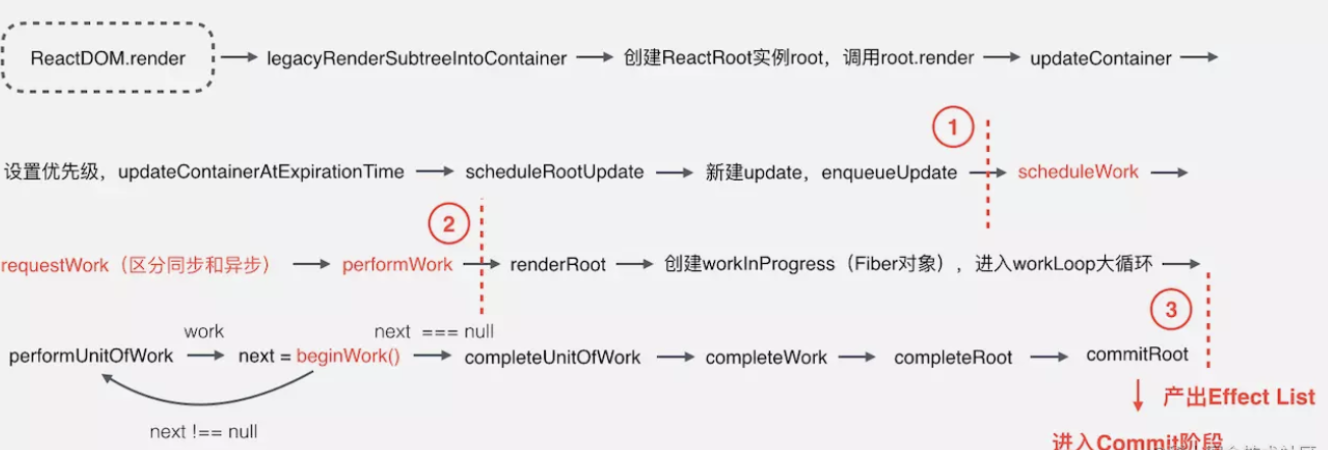 ReactDOM.render legacyRenderSubtreeIntoContainer 创建ReactRoot实例root，调用root.render updateContainer
①
设置优先级，updateContainerAtExpirationTime scheduleRootUpdate 新建update，enqueueUpdate scheduleWork
②
requestWork（区分同步和异步） performWork renderRoot 创建workInProgress（Fiber对象），进入workLoop大循环
③
work next === null
performUnitOfWork next = beginWork() completeUnitOfWork completeWork completeRoot commitRoot
产出Effect List
next !== null
进入Commit阶段